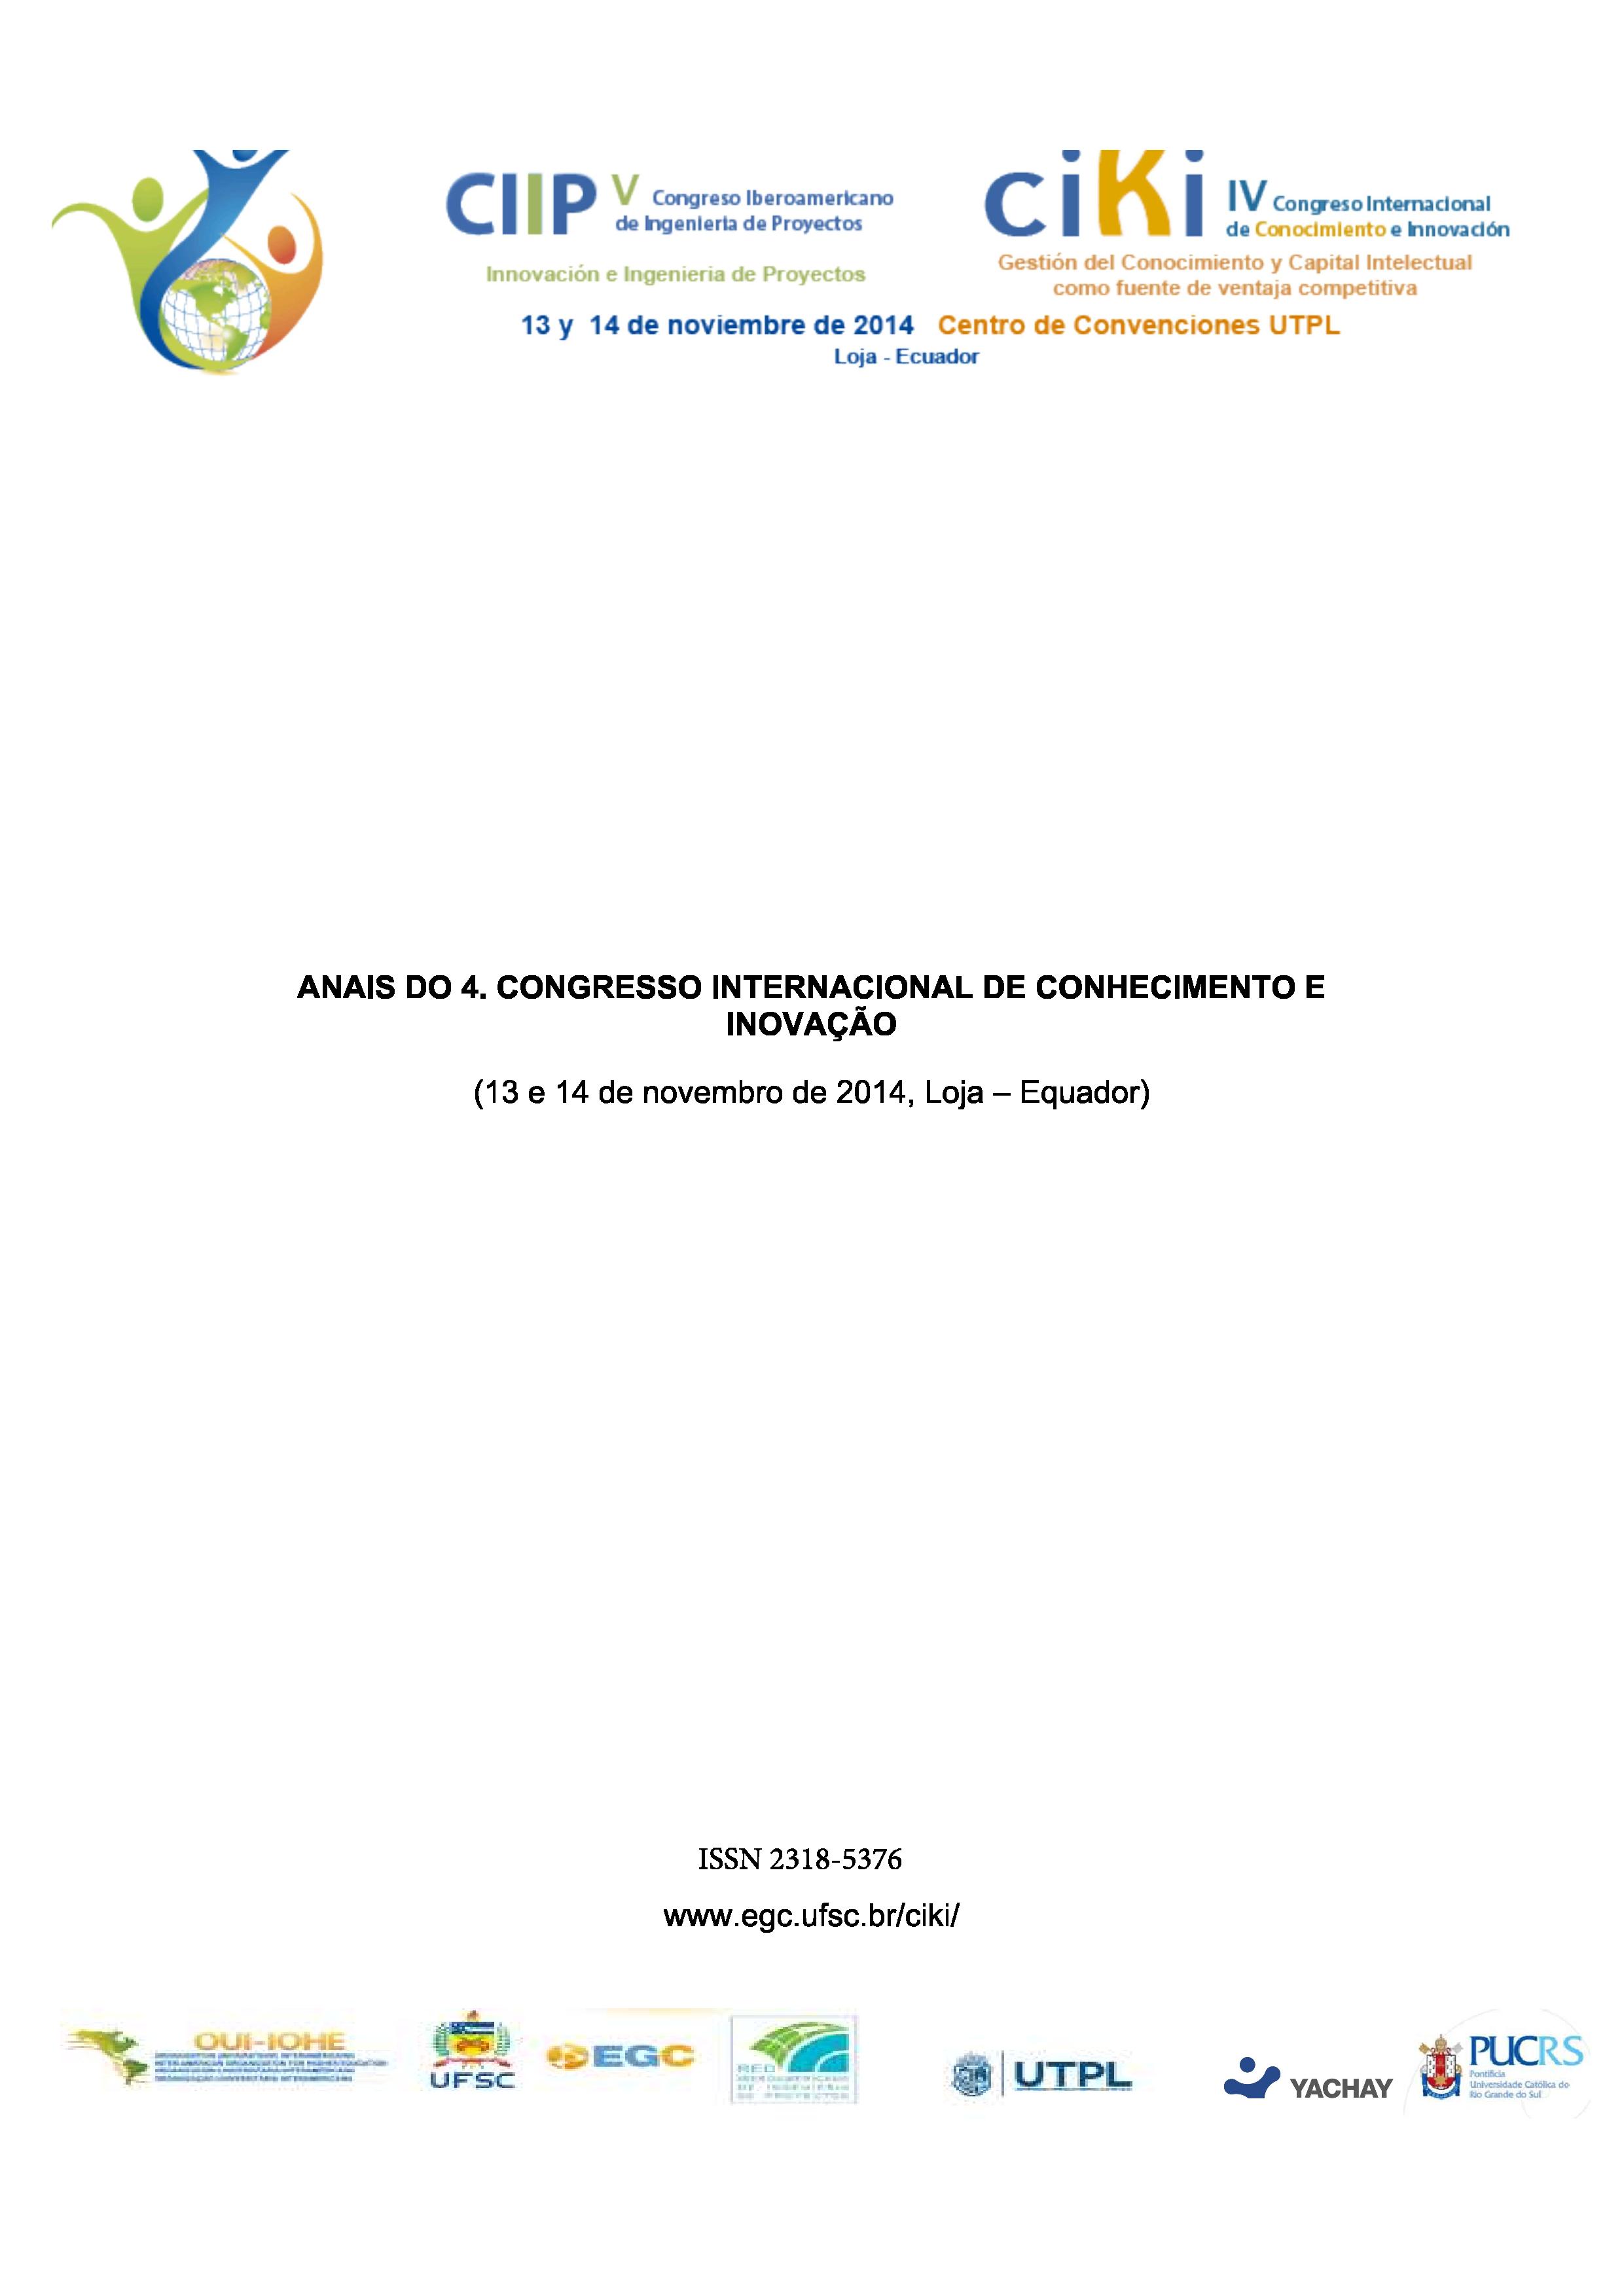 CIIP V Congreso Iberoamericano
de Ingenieria de Proyectos
Innovación e Ingenieria de Proyectos
ciKi IV Congreso Internacional
de Conocimiento e Innovación
Gestión del Conocimiento y Capital Intelectual
como fuente de ventaja competitiva
13 y 14 de noviembre de 2014 Centro de Convenciones UTPL
Loja - Ecuador
ANAIS DO 4. CONGRESSO INTERNACIONAL DE CONHECIMENTO E
INOVAÇÃO
(13 e 14 de novembro de 2014, Loja – Equador)
ISSN 2318-5376
www.egc.ufsc.br/ciki/
OUI-IOHE
UFSC
EGC
RED
UTPL
YACHAY
PUCRS
Pontifícia
Universidade Católica do
Rio Grande do Sul